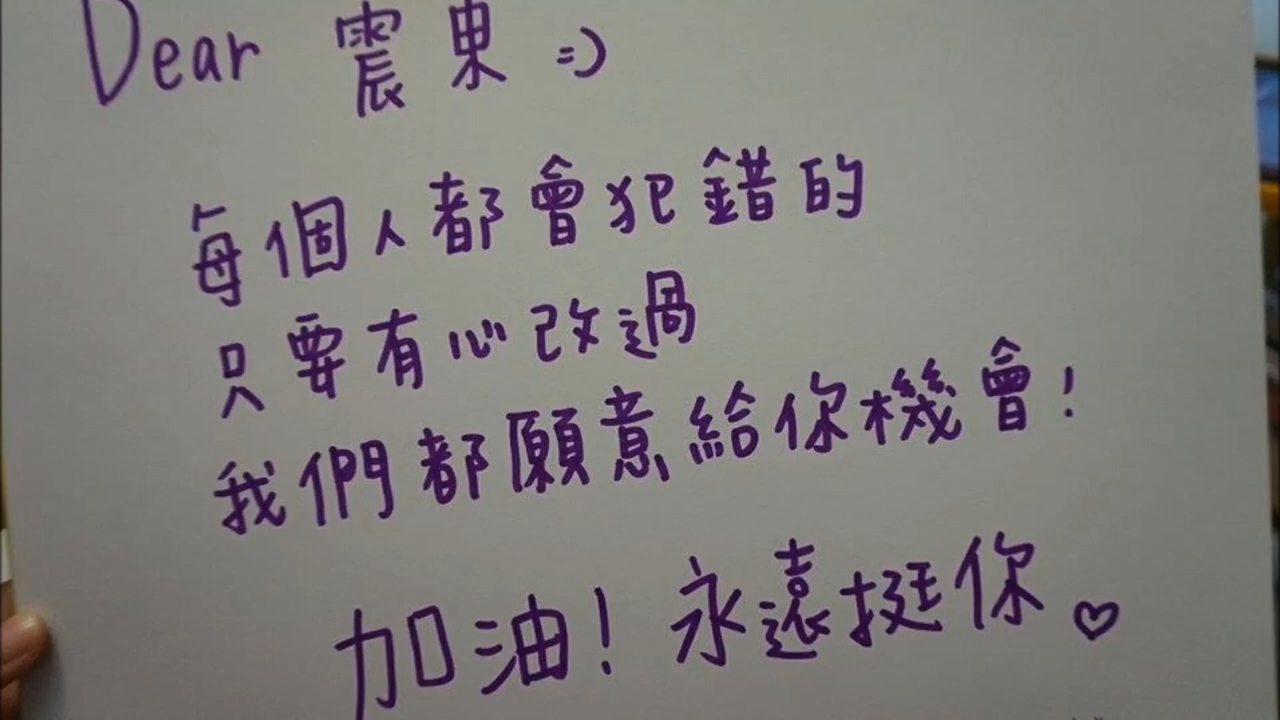 Dear 震東 =)
每個人都會犯錯的
只要有心改過
我們都願意給你機會!
加油! 永遠挺你♡